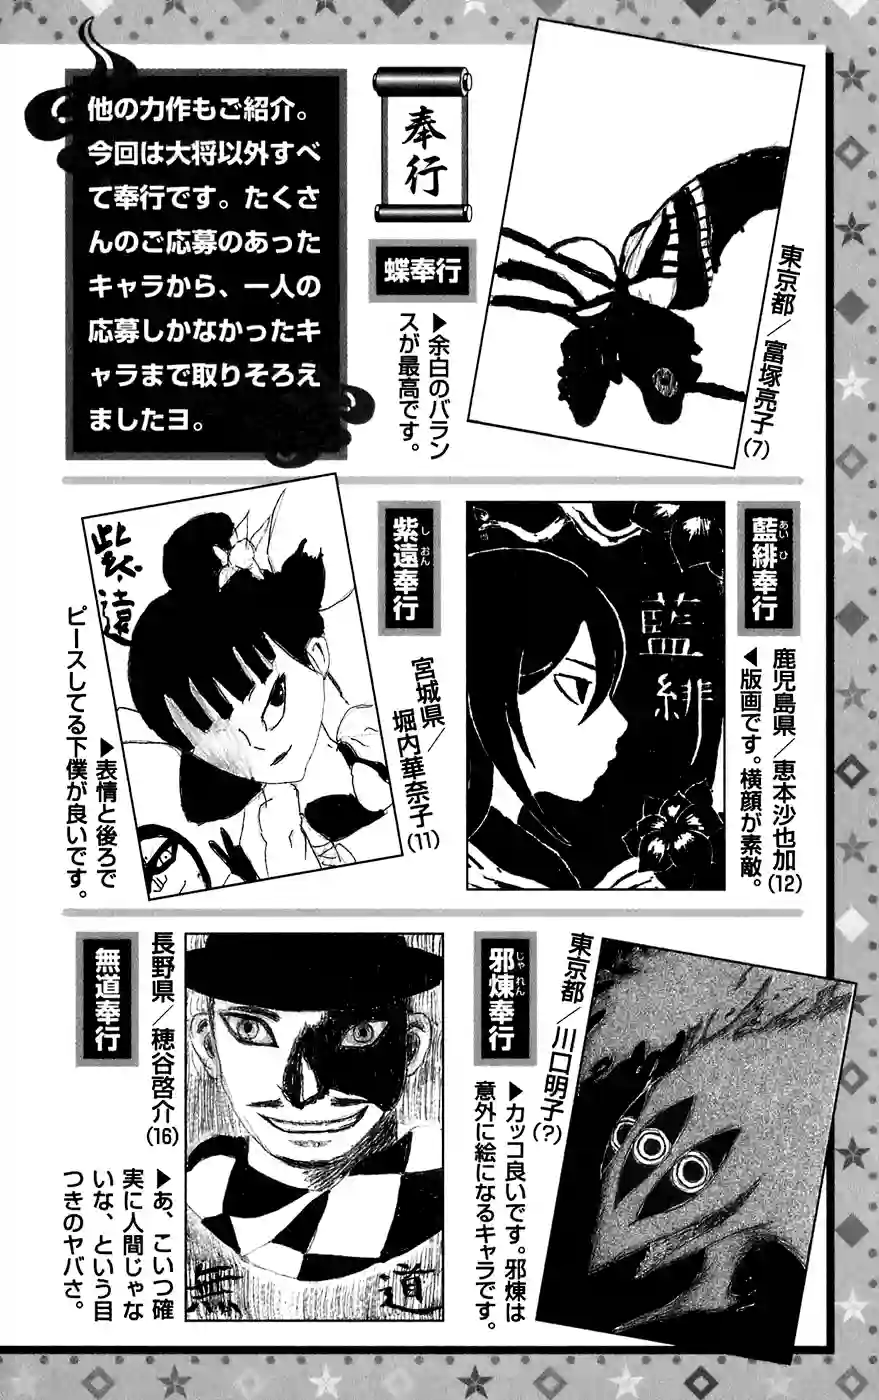 他の力作もご紹介。
今回は大将以外すべ
て奉行です。たくさ
んのご応募のあった
キャラから、一人の
応募しかなかったキ
ャラまで取りそろえ
ましたヨ。
奉行
蝶奉行
▶余白のバラン
スが最高です。
東京都／富塚亮子(7)
藍緋奉行
あいひ
鹿児島県／恵本沙也加(12)
◀版画です。横顔が素敵。
藍緋
紫遠奉行
しおん
宮城県／
堀内華奈子(11)
▶表情と後ろで
ピースしてる下僕が良いです。
紫遠
邪煉奉行
じゃれん
東京都／川口明子(?)
▶カッコ良いです。邪煉は
意外に絵になるキャラです。
無道奉行
長野県／穂谷啓介(16)
▶あ、こいつ確
実に人間じゃな
いな、という目
つきのヤバさ。
無道